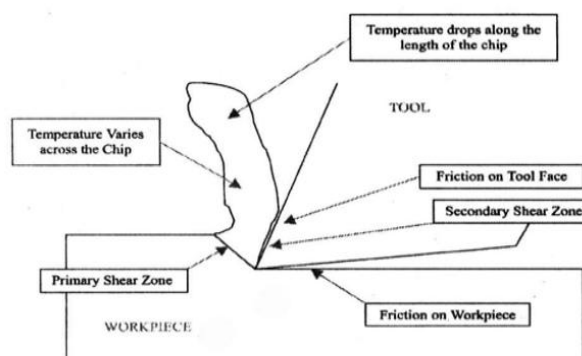 Temperature drops along the
length of the chip
TOOL
Temperature Varies
across the Chip
Friction on Tool Face
Secondary Shear Zone
Primary Shear Zone
Friction on Workpiece
WORKPIECE